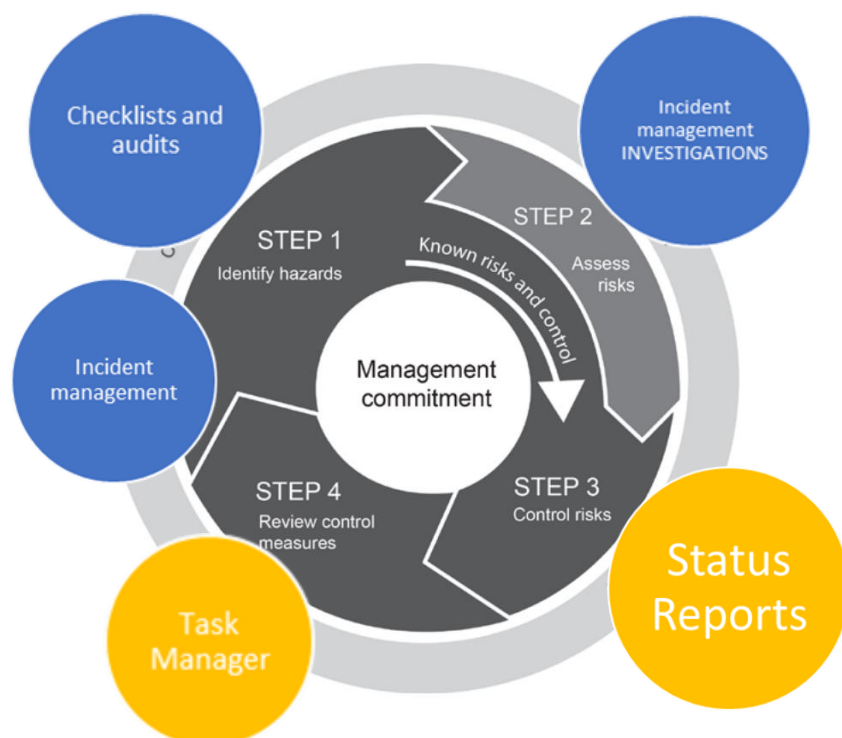 Checklists and
audits
Incident
management
INVESTIGATIONS
STEP 1
Identify hazards
STEP 2
Assess
risks
Known risks and control
Management
commitment
Incident
management
STEP 4
Review control
measures
STEP 3
Control risks
Status
Reports
Task
Manager